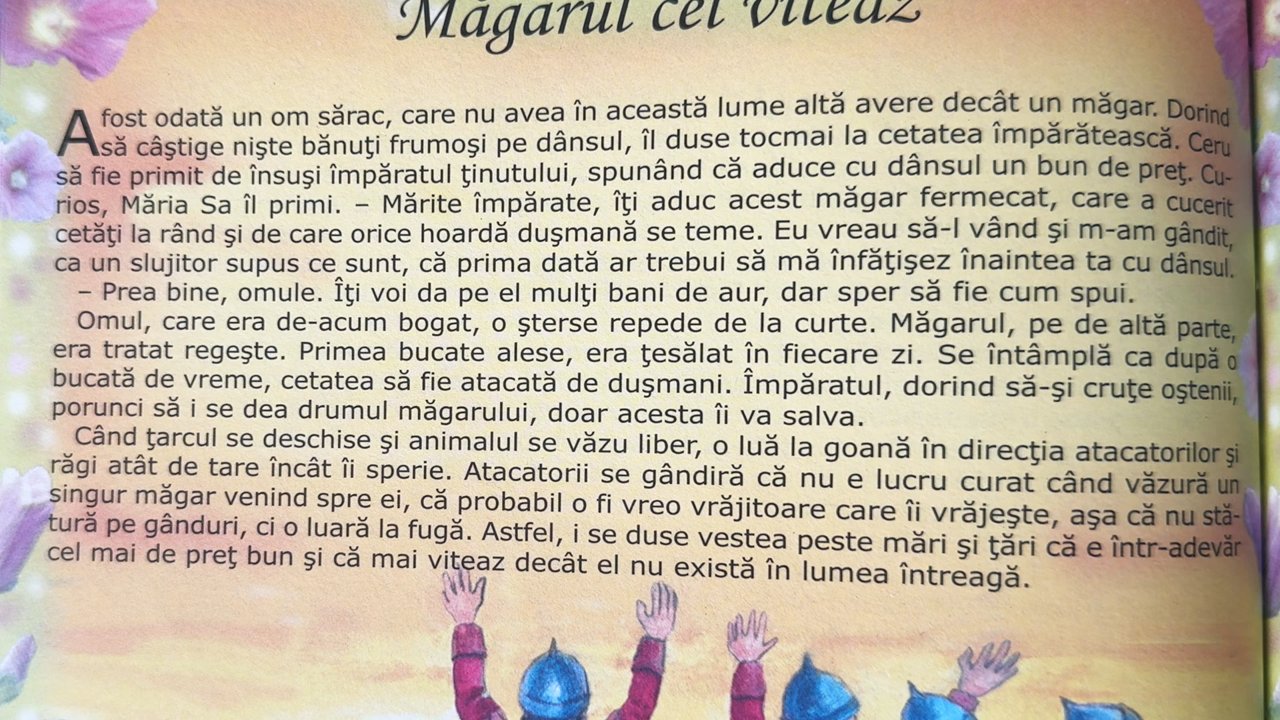 Măgarul cel viteaz
A fost odată un om sărac, care nu avea în această lume altă avere decât un măgar. Dorind
să câştige nişte bănuţi frumoşi pe dânsul, îl duse tocmai la cetatea împărătească. Ceru
să fie primit de însuşi împăratul ţinutului, spunând că aduce cu dânsul un bun de preţ. Cu-
rios, Măria Sa îl primi. – Mărite împărate, îţi aduc acest măgar fermecat, care a cucerit
cetăţi la rând şi de care orice hoardă duşmană se teme. Eu vreau să-l vând şi m-am gândit,
ca un slujitor supus ce sunt, că prima dată ar trebui să mă înfăţişez înaintea ta cu dânsul.
– Prea bine, omule. Îţi voi da pe el mulţi bani de aur, dar sper să fie cum spui.
Omul, care era de-acum bogat, o şterse repede de la curte. Măgarul, pe de altă parte,
era tratat regeşte. Primea bucate alese, era ţesălat în fiecare zi. Se întâmplă ca după o
bucată de vreme, cetatea să fie atacată de duşmani. Împăratul, dorind să-şi cruţe oştenii,
porunci să i se dea drumul măgarului, doar acesta îi va salva.
Când ţarcul se deschise şi animalul se văzu liber, o luă la goană în direcţia atacatorilor şi
răgi atât de tare încât îi sperie. Atacatorii se gândiră că nu e lucru curat când văzură un
singur măgar venind spre ei, că probabil o fi vreo vrăjitoare care îi vrăjeşte, aşa că nu stă-
tură pe gânduri, ci o luară la fugă. Astfel, i se duse vestea peste mări şi ţări că e într-adevăr
cel mai de preţ bun şi că mai viteaz decât el nu există în lumea întreagă.